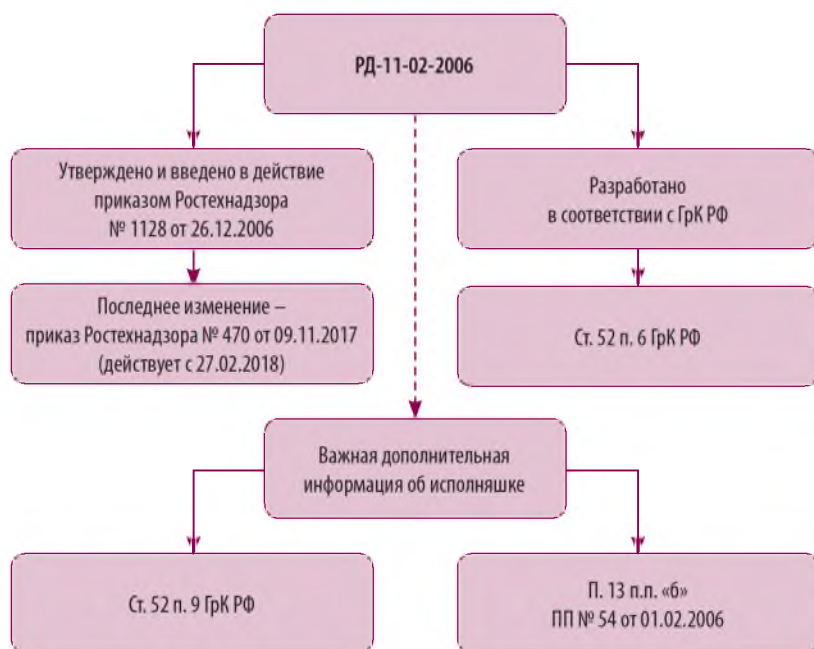 РД-11-02-2006
Утверждено и введено в действие
приказом Ростехнадзора
№ 1128 от 26.12.2006
Разработано
в соответствии с ГрК РФ
Последнее изменение –
приказ Ростехнадзора № 470 от 09.11.2017
(действует с 27.02.2018)
Ст. 52 п. 6 ГрК РФ
Важная дополнительная
информация об исполняшке
Ст. 52 п. 9 ГрК РФ
П. 13 п.п. «б»
ПП № 54 от 01.02.2006